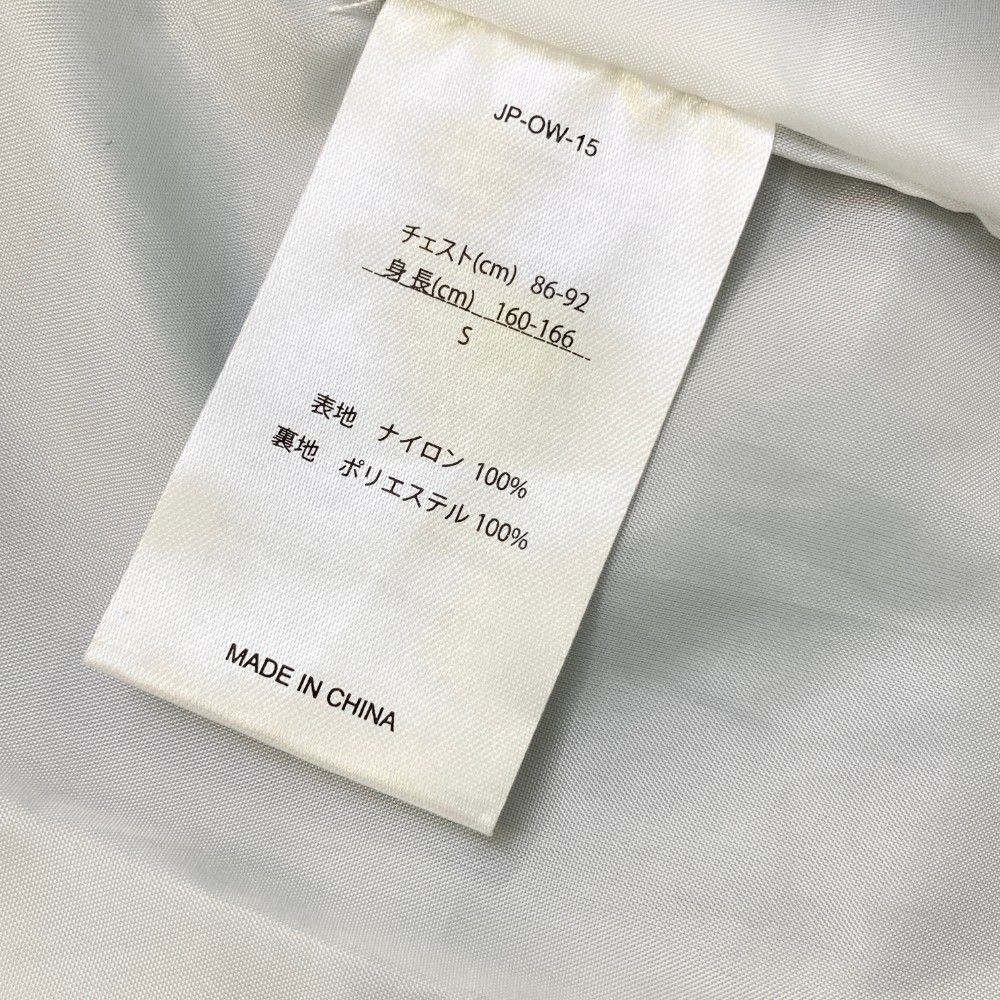 JP-OW-15
チェスト(cm) 86-92
身長(cm) 160-166
S
表地 ナイロン 100%
裏地 ポリエステル 100%
MADE IN CHINA